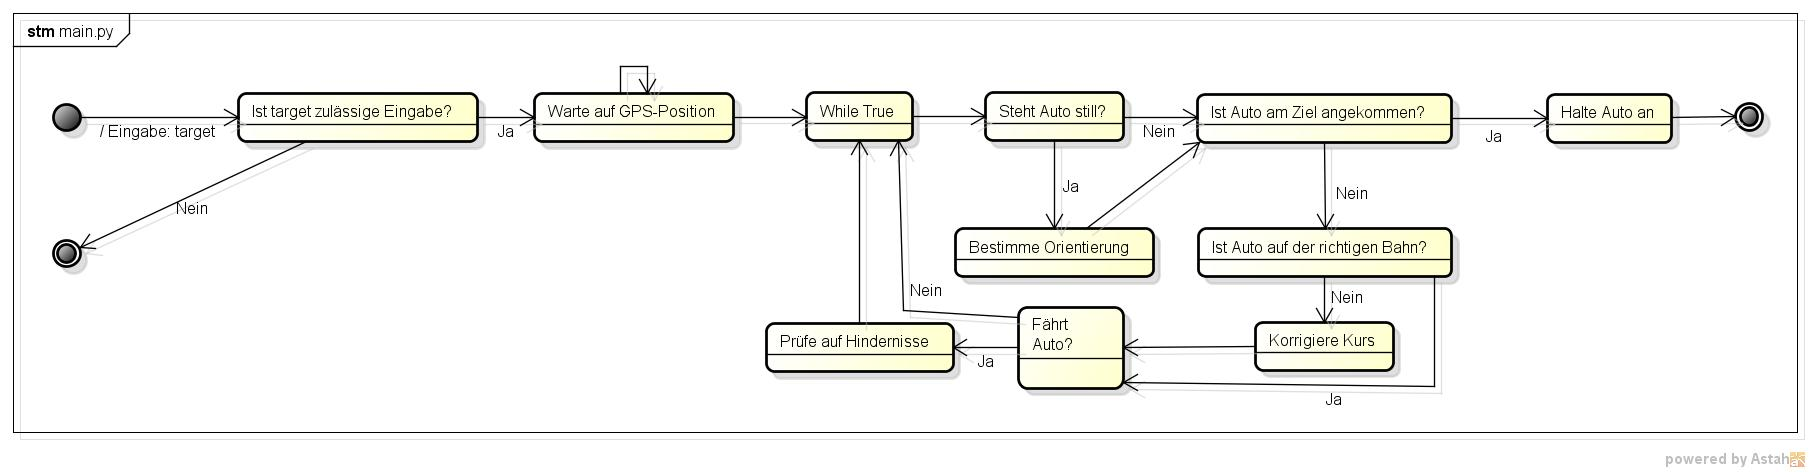 stm main.py
Ist target zulässige Eingabe?
Warte auf GPS-Position
While True
Steht Auto still?
Ist Auto am Ziel angekommen?
Halte Auto an
/ Eingabe: target
Ja
Nein
Ja
Ja
Nein
Nein
Bestimme Orientierung
Ist Auto auf der richtigen Bahn?
Nein
Nein
Fährt
Auto?
Prüfe auf Hindernisse
Korrigiere Kurs
Ja
Ja
powered by Astah